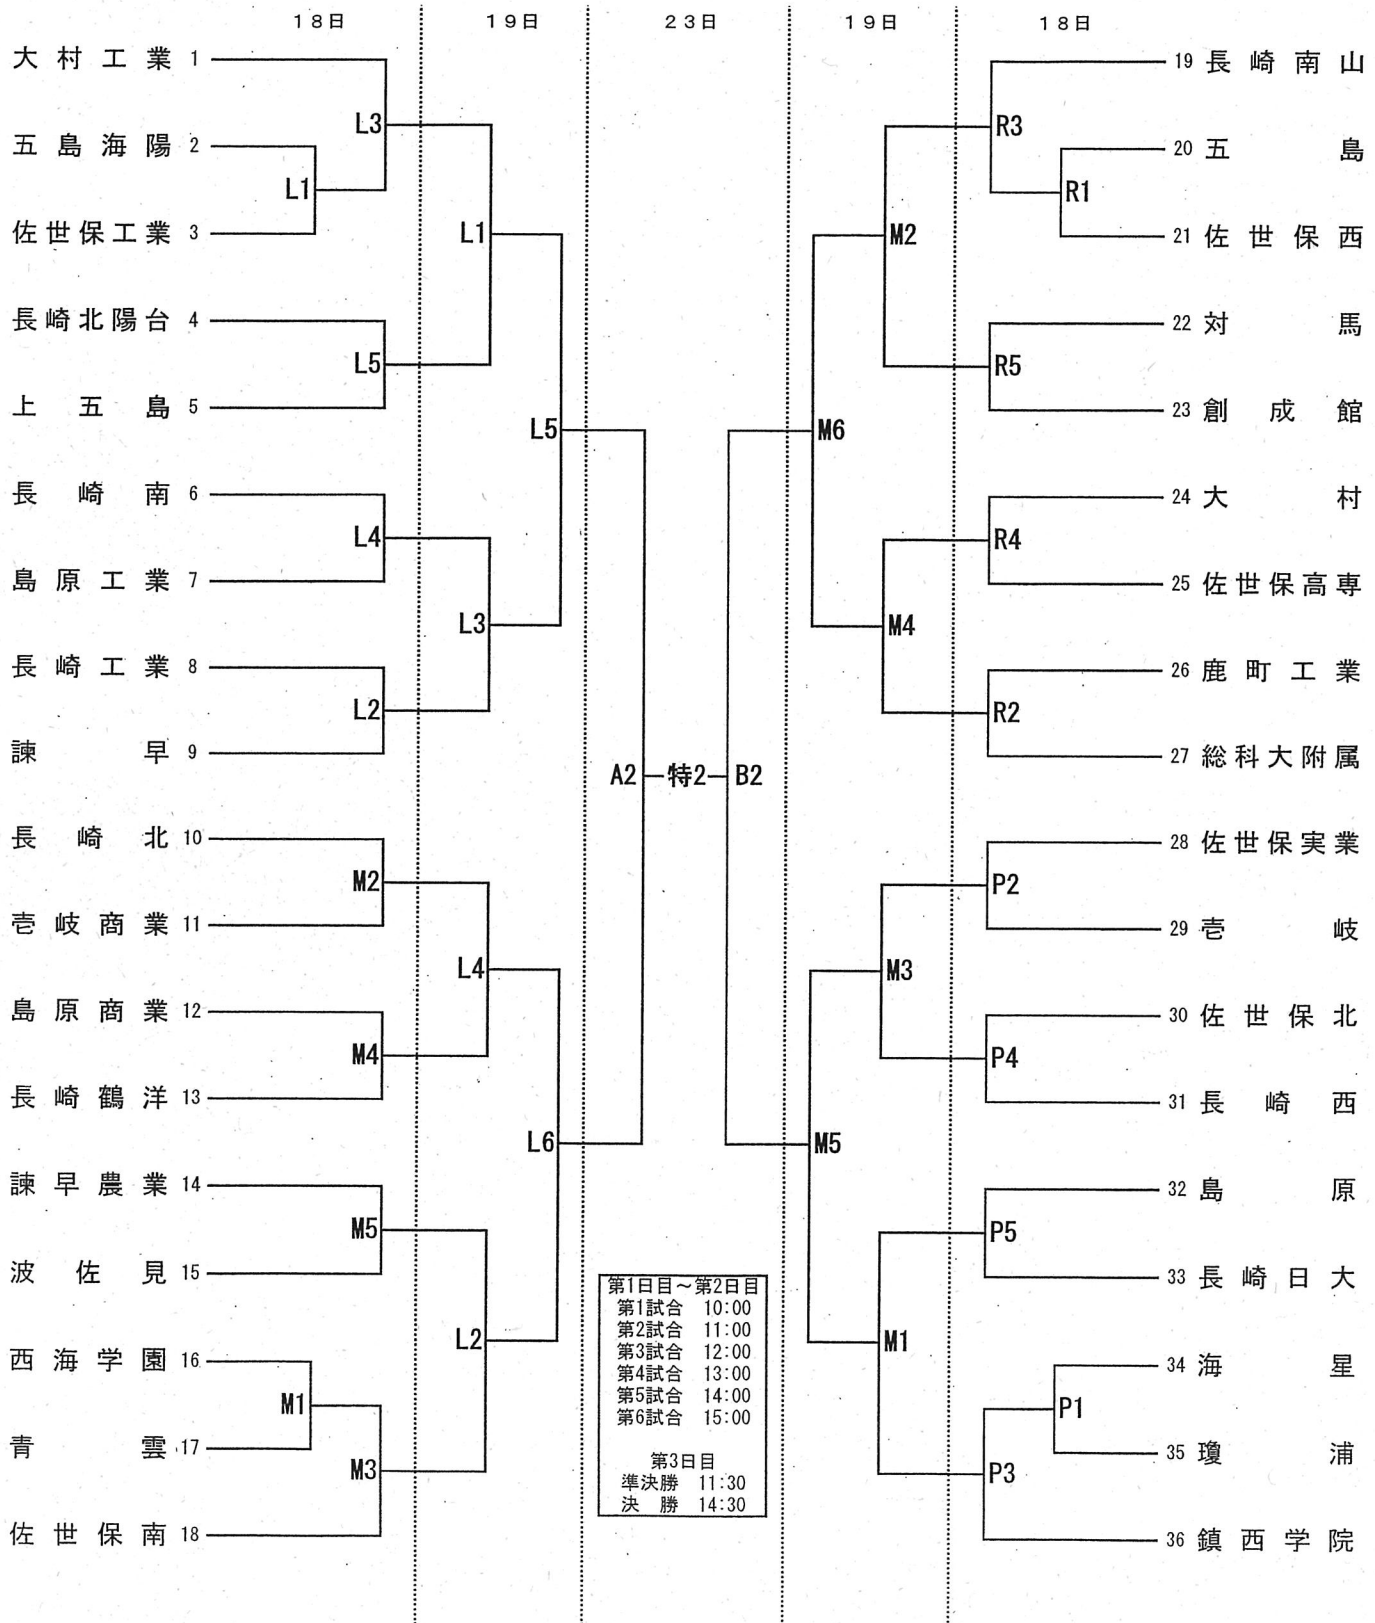 18日 19日 23日 19日 18日
大村工業 1
五島海陽 2
佐世保工業 3
長崎北陽台 4
上五島 5
長崎南 6
島原工業 7
長崎工業 8
諫早 9
長崎北 10
壱岐商業 11
島原商業 12
長崎鶴洋 13
諫早農業 14
波佐見 15
西海学園 16
青雲 17
佐世保南 18
L3
L1
L5
L4
L2
M2
M4
M5
M1
M3
L1
L3
L4
L2
L5
L6
A2 特2 B2
M6
M5
M2
M4
M3
M1
R3
R1
R5
R4
R2
P2
P4
P5
P1
P3
19 長崎南山
20 五島
21 佐世保西
22 対馬
23 創成館
24 大村
25 佐世保高専
26 鹿町工業
27 総科大附属
28 佐世保実業
29 壱岐
30 佐世保北
31 長崎西
32 島原
33 長崎日大
34 海星
35 瓊浦
36 鎮西学院
第1日目～第2日目
第1試合 10:00
第2試合 11:00
第3試合 12:00
第4試合 13:00
第5試合 14:00
第6試合 15:00
第3日目
準決勝 11:30
決勝 14:30